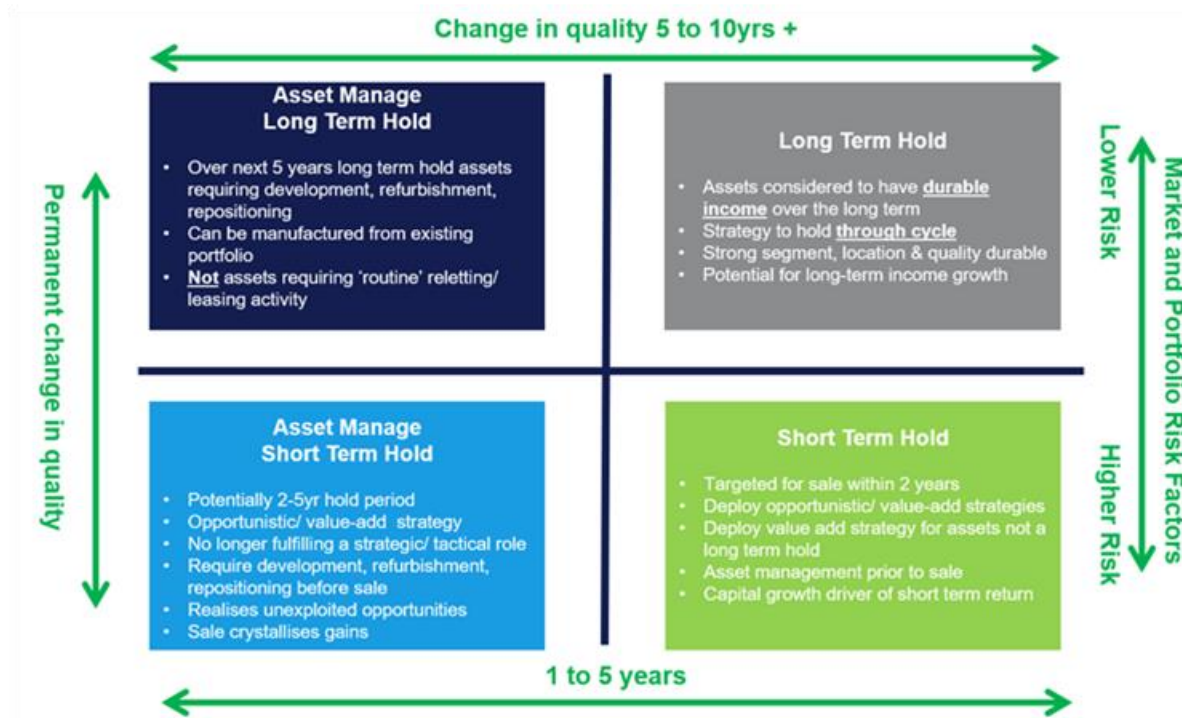 Change in quality 5 to 10yrs +
Permanent change in quality
Asset Manage
Long Term Hold
• Over next 5 years long term hold assets
requiring development, refurbishment,
repositioning
• Can be manufactured from existing
portfolio
• Not assets requiring 'routine' reletting/
leasing activity
Long Term Hold
• Assets considered to have durable
income over the long term
• Strategy to hold through cycle
• Strong segment, location & quality durable
• Potential for long-term income growth
Lower Risk
Higher Risk
Market and Portfolio Risk Factors
Asset Manage
Short Term Hold
• Potentially 2-5yr hold period
• Opportunistic/ value-add strategy
• No longer fulfilling a strategic/ tactical role
• Require development, refurbishment,
repositioning before sale
• Realises unexploited opportunities
• Sale crystallises gains
Short Term Hold
• Targeted for sale within 2 years
• Deploy opportunistic/ value-add strategies
• Deploy value add strategy for assets not a
long term hold
• Asset management prior to sale
• Capital growth driver of short term return
1 to 5 years